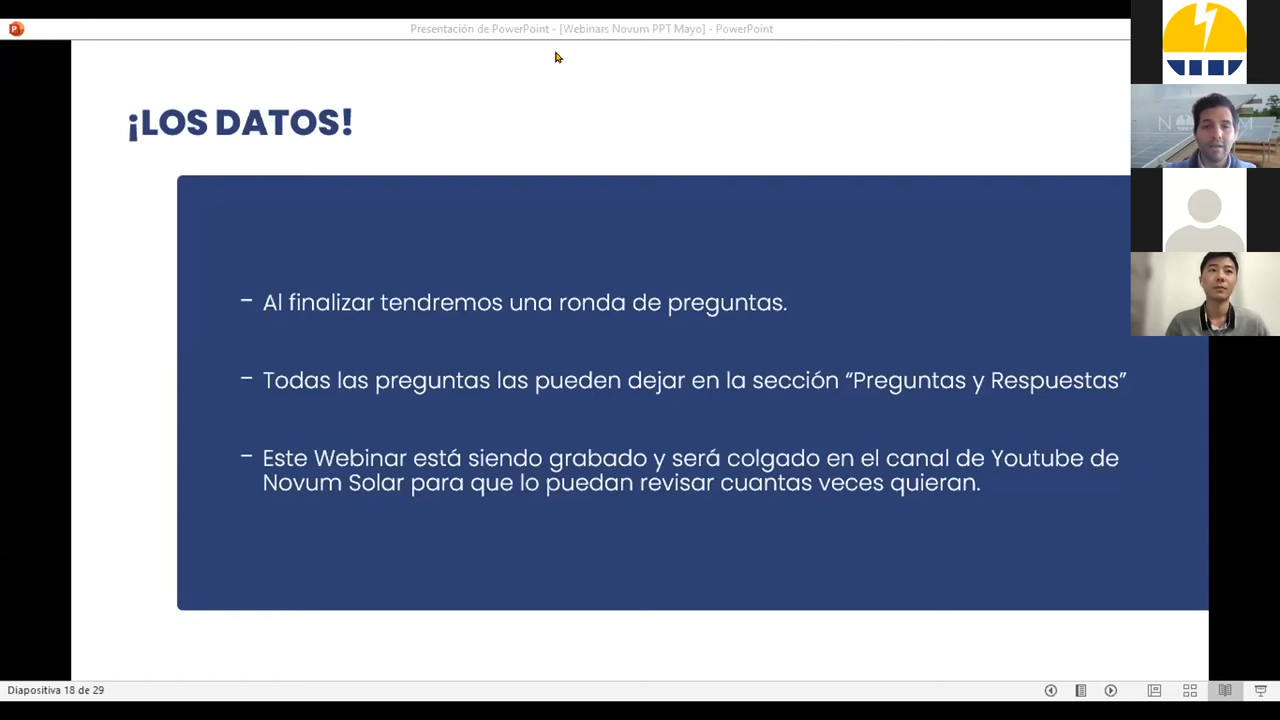 Presentación de PowerPoint - [Webinars Novum PPT Mayo] - PowerPoint
¡LOS DATOS!
- Al finalizar tendremos una ronda de preguntas.
- Todas las preguntas las pueden dejar en la sección “Preguntas y Respuestas”
- Este Webinar está siendo grabado y será colgado en el canal de Youtube de
Novum Solar para que lo puedan revisar cuantas veces quieran.
Diapositiva 18 de 29